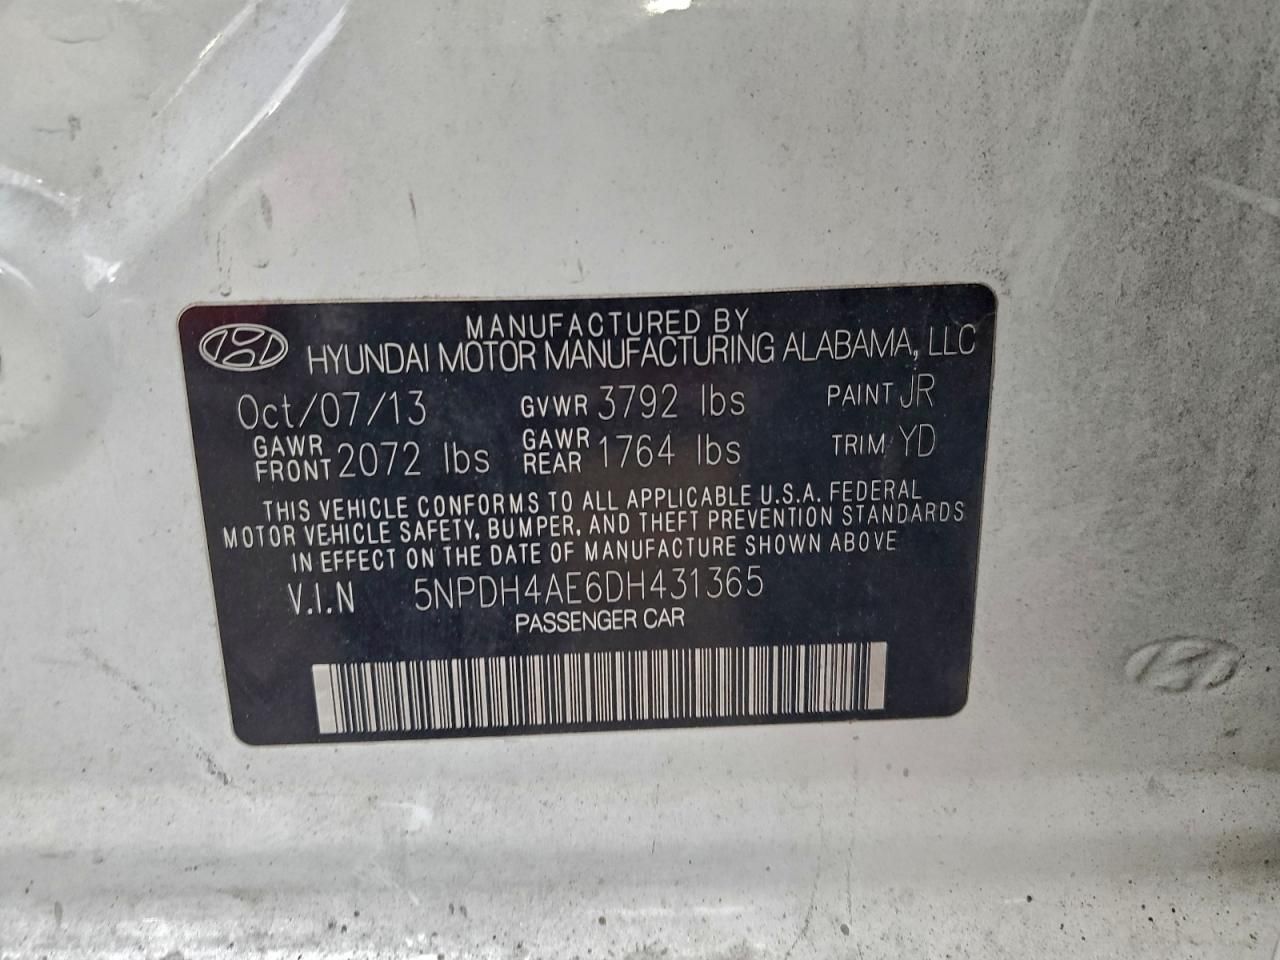 MANUFACTURED BY
HYUNDAI MOTOR MANUFACTURING ALABAMA, LLC
Oct/07/13 GVWR 3792 lbs PAINT JR
GAWR FRONT 2072 lbs GAWR REAR 1764 lbs TRIM YD
THIS VEHICLE CONFORMS TO ALL APPLICABLE U.S.A. FEDERAL
MOTOR VEHICLE SAFETY, BUMPER, AND THEFT PREVENTION STANDARDS
IN EFFECT ON THE DATE OF MANUFACTURE SHOWN ABOVE
V.I.N 5NPDH4AE6DH431365
PASSENGER CAR